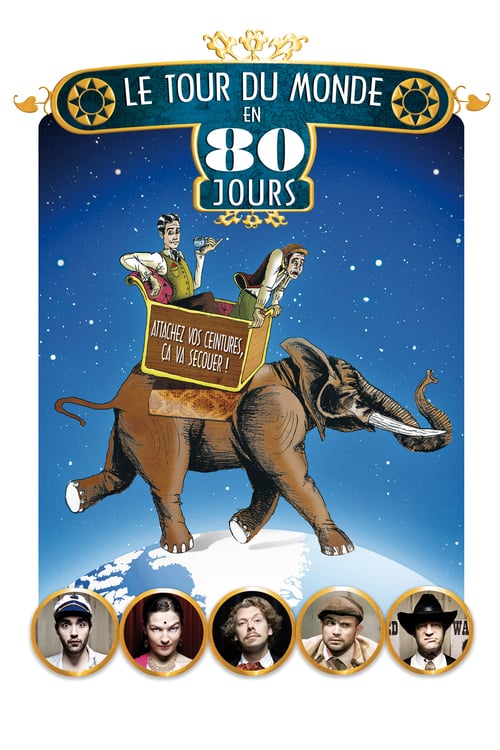 LE TOUR DU MONDE
EN
80
JOURS
ATTACHEZ VOS CEINTURES,
ÇA VA SECOUER !